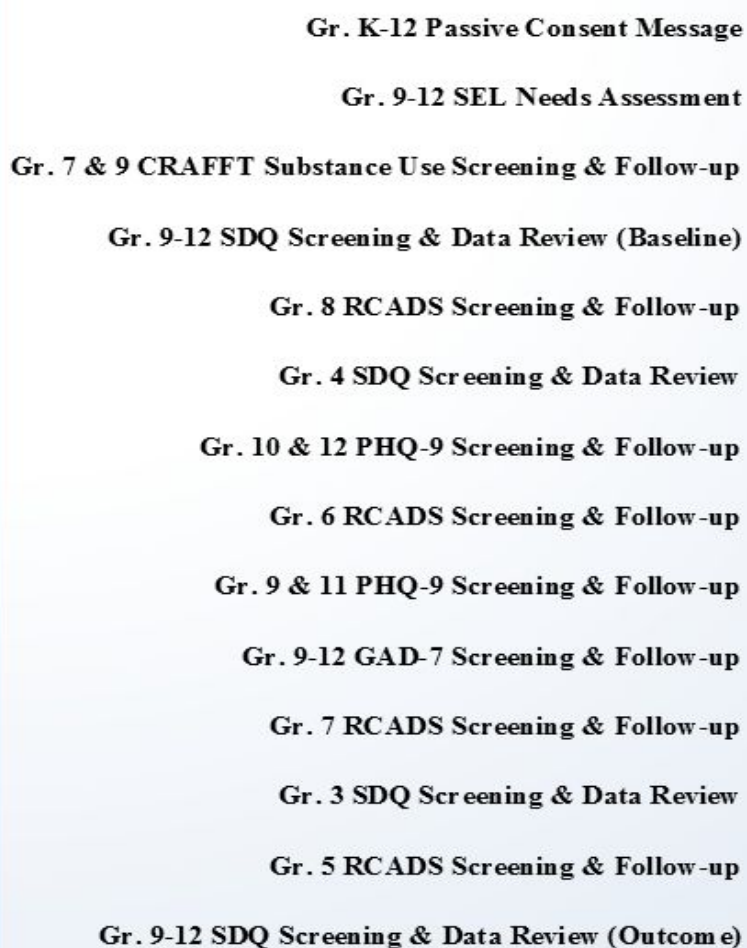 Gr. K-12 Passive Consent Message
Gr. 9-12 SEL Needs Assessment
Gr. 7 & 9 CRAFFT Substance Use Screening & Follow-up
Gr. 9-12 SDQ Screening & Data Review (Baseline)
Gr. 8 RCADS Screening & Follow-up
Gr. 4 SDQ Screening & Data Review
Gr. 10 & 12 PHQ-9 Screening & Follow-up
Gr. 6 RCADS Screening & Follow-up
Gr. 9 & 11 PHQ-9 Screening & Follow-up
Gr. 9-12 GAD-7 Screening & Follow-up
Gr. 7 RCADS Screening & Follow-up
Gr. 3 SDQ Screening & Data Review
Gr. 5 RCADS Screening & Follow-up
Gr. 9-12 SDQ Screening & Data Review (Outcome)